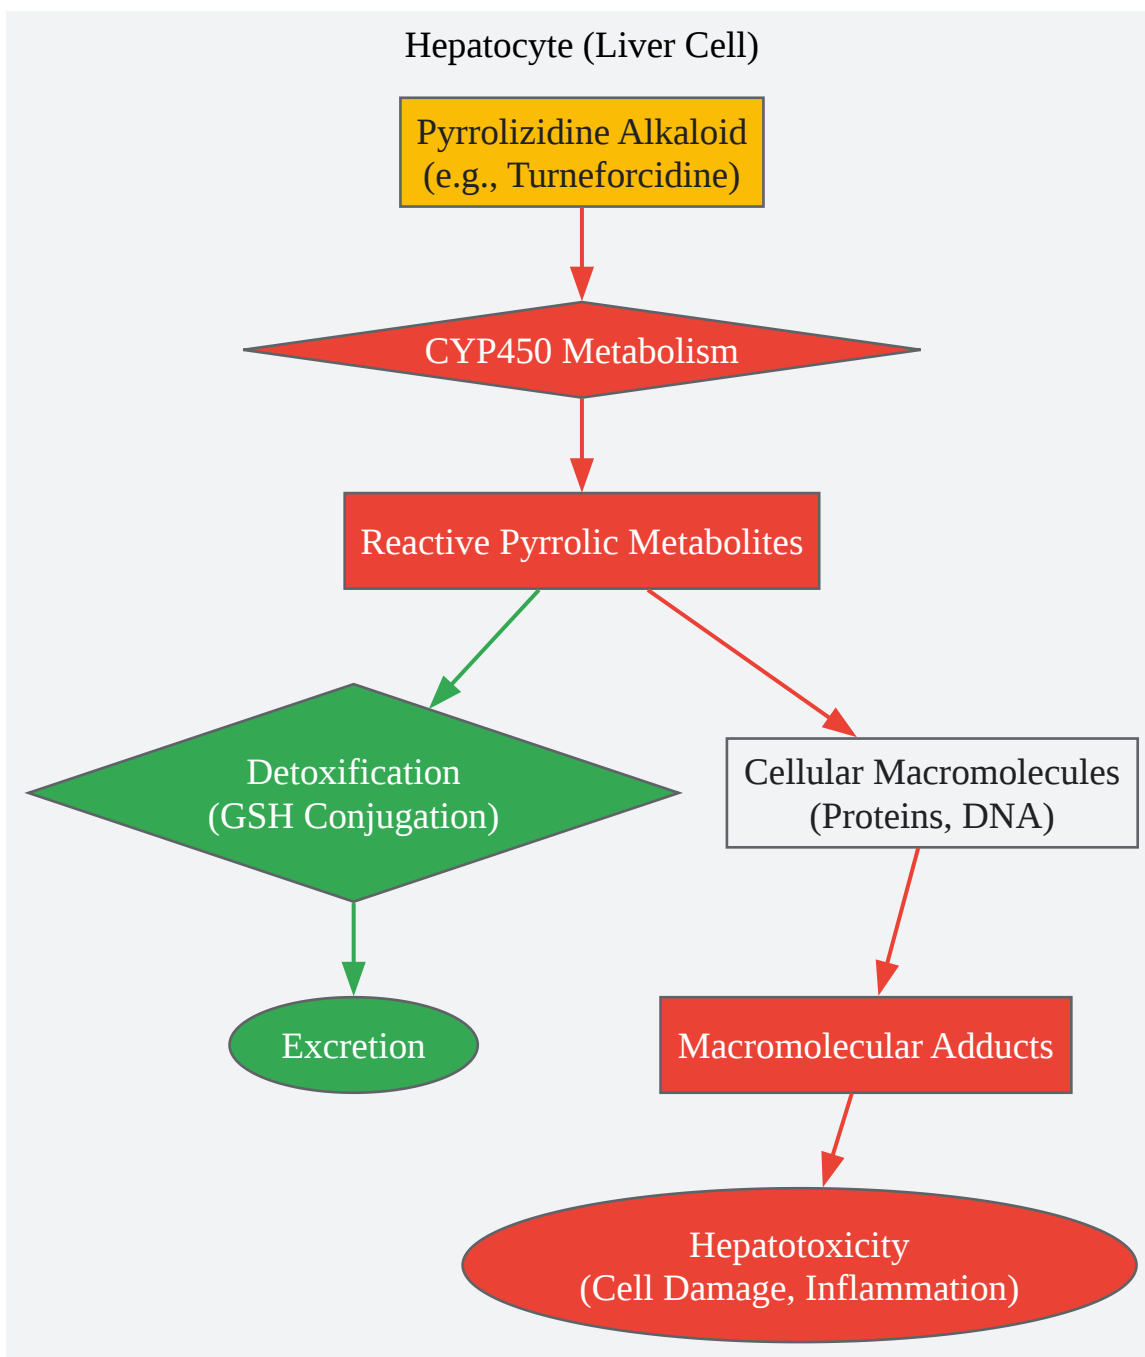 Hepatocyte (Liver Cell)
Pyrrolizidine Alkaloid
(e.g., Turneforcidine)
CYP450 Metabolism
Reactive Pyrrolic Metabolites
Detoxification
(GSH Conjugation)
Cellular Macromolecules
(Proteins, DNA)
Excretion
Macromolecular Adducts
Hepatotoxicity
(Cell Damage, Inflammation)